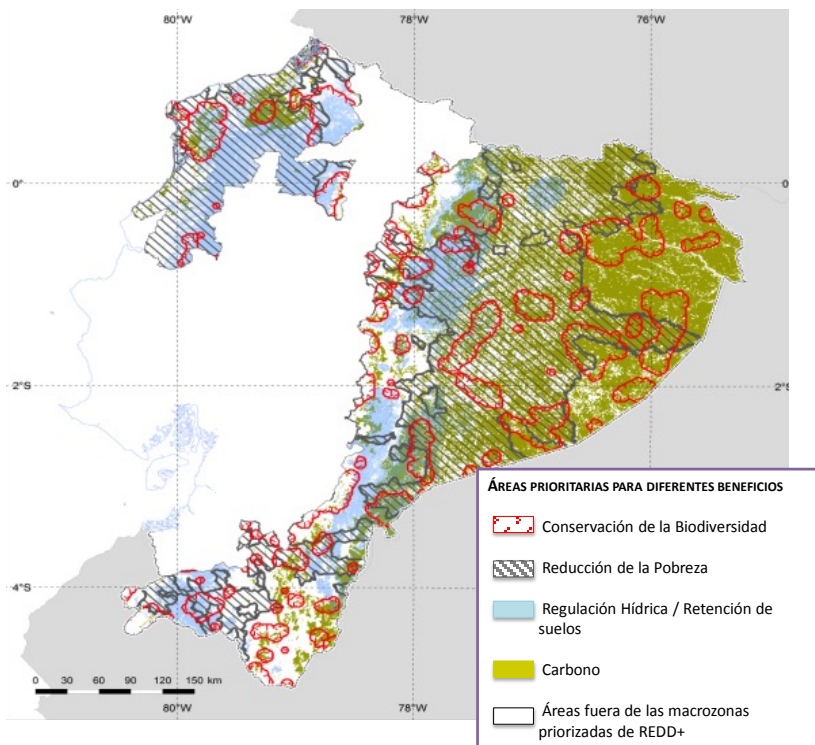 80°W 78°W 76°W
0° 0°
2°S 2°S
4°S
ÁREAS PRIORITARIAS PARA DIFERENTES BENEFICIOS
Conservación de la Biodiversidad
Reducción de la Pobreza
Regulación Hídrica / Retención de
suelos
Carbono
Áreas fuera de las macrozonas
priorizadas de REDD+
0 30 60 90 120 150 km
80°W 78°W